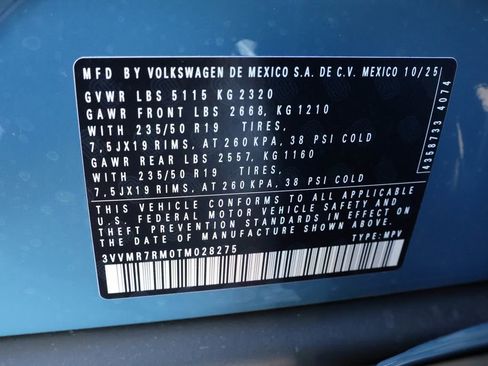 MFD BY VOLKSWAGEN DE MEXICO S.A. DE C.V. MEXICO 10/25
GVWR LBS 5115 KG 2320
GAWR FRONT LBS 2668, KG 1210
WITH 235/50 R19 TIRES,
7,5JX19 RIMS, AT 260KPA, 38 PSI COLD
GAWR REAR LBS 2557, KG 1160
WITH 235/50 R19 TIRES,
7,5JX19 RIMS, AT 260KPA, 38 PSI COLD
THIS VEHICLE CONFORMS TO ALL APPLICABLE
U.S. FEDERAL MOTOR VEHICLE SAFETY AND
THEFT PREVENTION STANDARDS IN EFFECT ON
THE DATE OF MANUFACTURE SHOWN ABOVE.
3VVMR7RM0TM028275 TYPE: MPV
4358733 4074